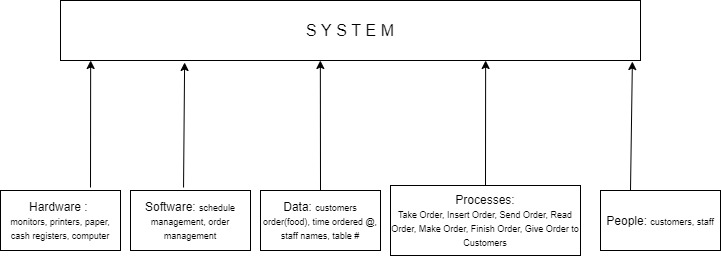 S Y S T E M
Hardware :
monitors, printers, paper,
cash registers, computer
Software: schedule
management, order
management
Data: customers
order(food), time ordered @,
staff names, table #
Processes:
Take Order, Insert Order, Send Order, Read
Order, Make Order, Finish Order, Give Order to
Customers
People: customers, staff